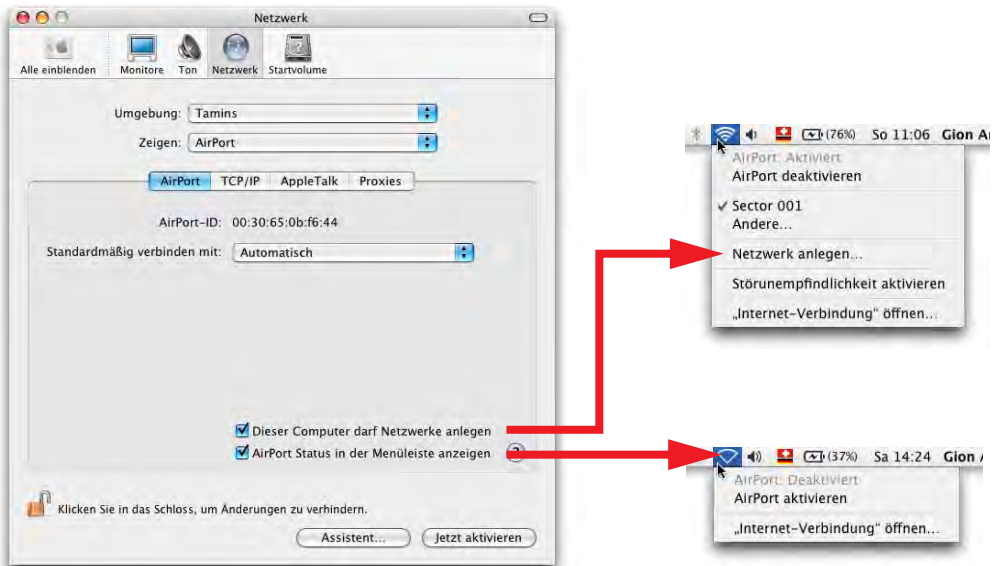 Netzwerk
Alle einblenden Monitore Ton Netzwerk Startvolume
Umgebung: Tamins
Zeigen: AirPort
AirPort TCP/IP AppleTalk Proxies
AirPort-ID: 00:30:65:0b:f6:44
Standardmäßig verbinden mit: Automatisch
Dieser Computer darf Netzwerke anlegen
AirPort Status in der Menüleiste anzeigen ?
Klicken Sie in das Schloss, um Änderungen zu verhindern.
Assistent... Jetzt aktivieren
(76%) So 11:06 Gion A
AirPort: Aktiviert
AirPort deaktivieren
✓ Sector 001
Andere...
Netzwerk anlegen...
Störunempfindlichkeit aktivieren
„Internet-Verbindung" öffnen...
(37%) Sa 14:24 Gion
AirPort: Deaktiviert
AirPort aktivieren
„Internet-Verbindung" öffnen...